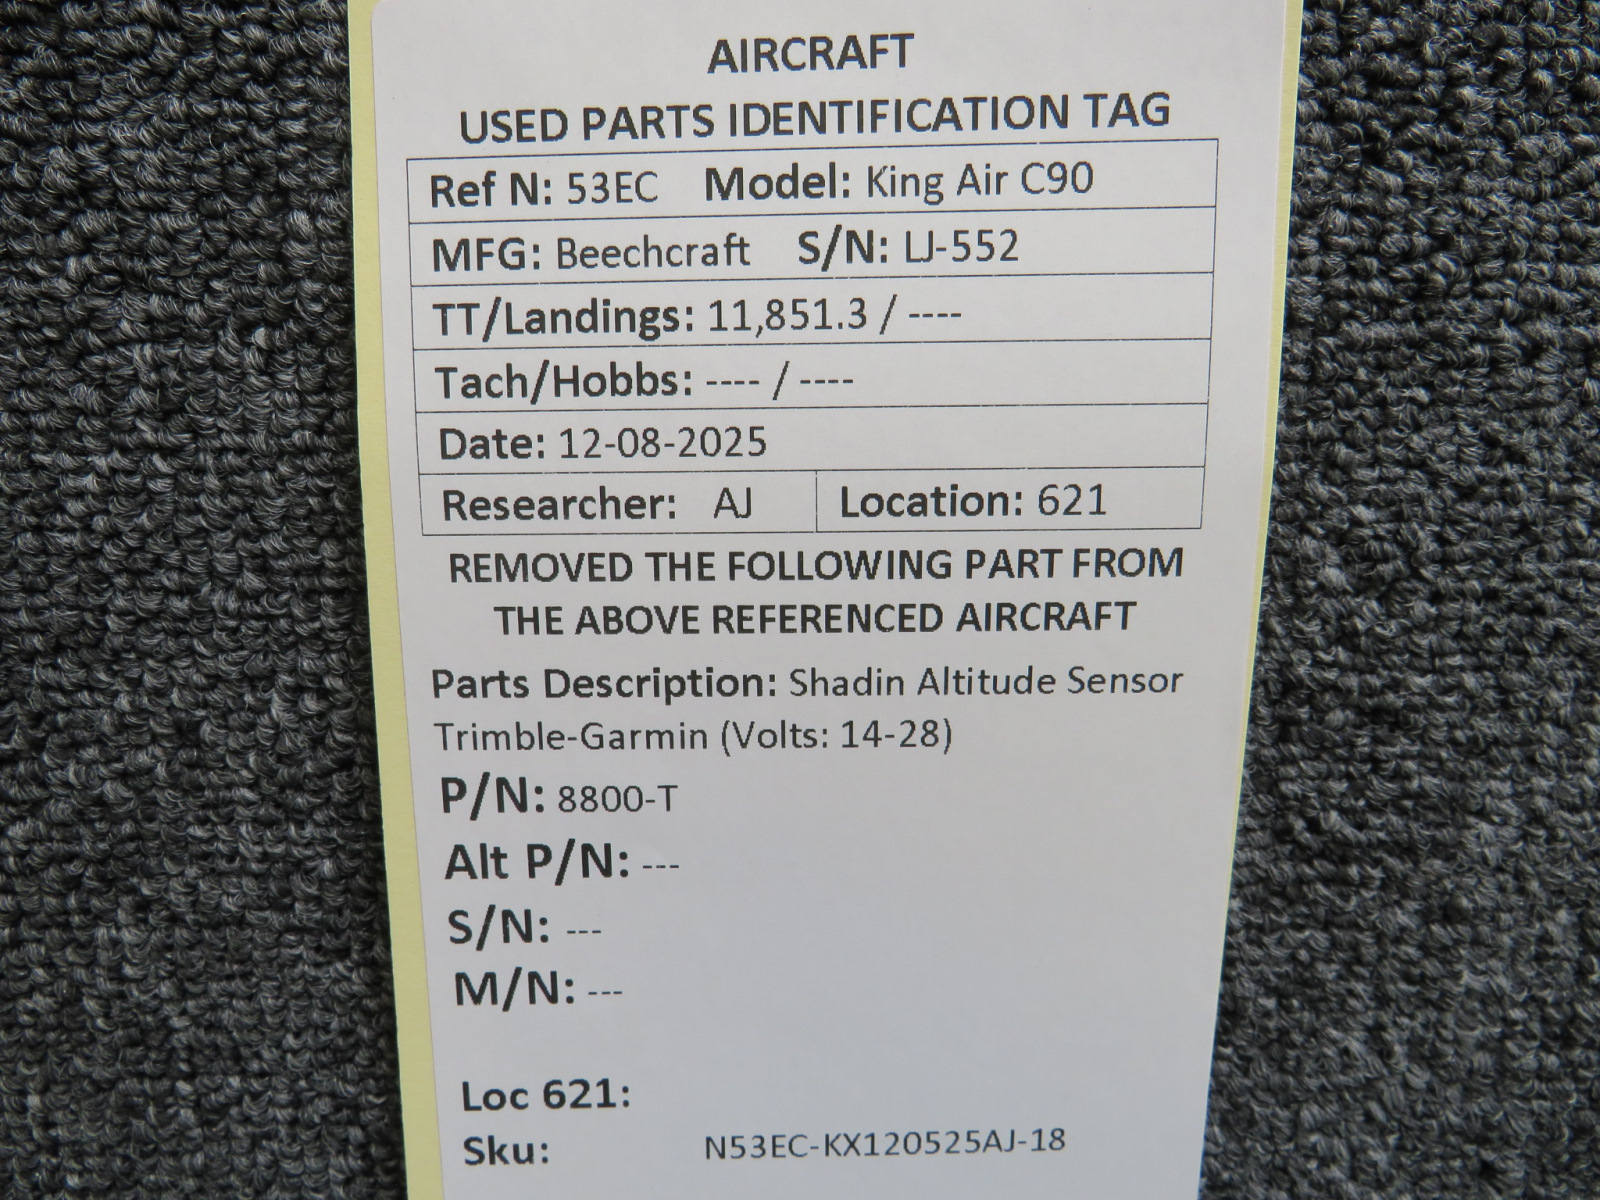 AIRCRAFT
USED PARTS IDENTIFICATION TAG
Ref N: 53EC Model: King Air C90
MFG: Beechcraft S/N: LJ-552
TT/Landings: 11,851.3 / ----
Tach/Hobbs: ---- / ----
Date: 12-08-2025
Researcher: AJ Location: 621
REMOVED THE FOLLOWING PART FROM
THE ABOVE REFERENCED AIRCRAFT
Parts Description: Shadin Altitude Sensor
Trimble-Garmin (Volts: 14-28)
P/N: 8800-T
Alt P/N: ---
S/N: ---
M/N: ---
Loc 621:
Sku: N53EC-KX120525AJ-18